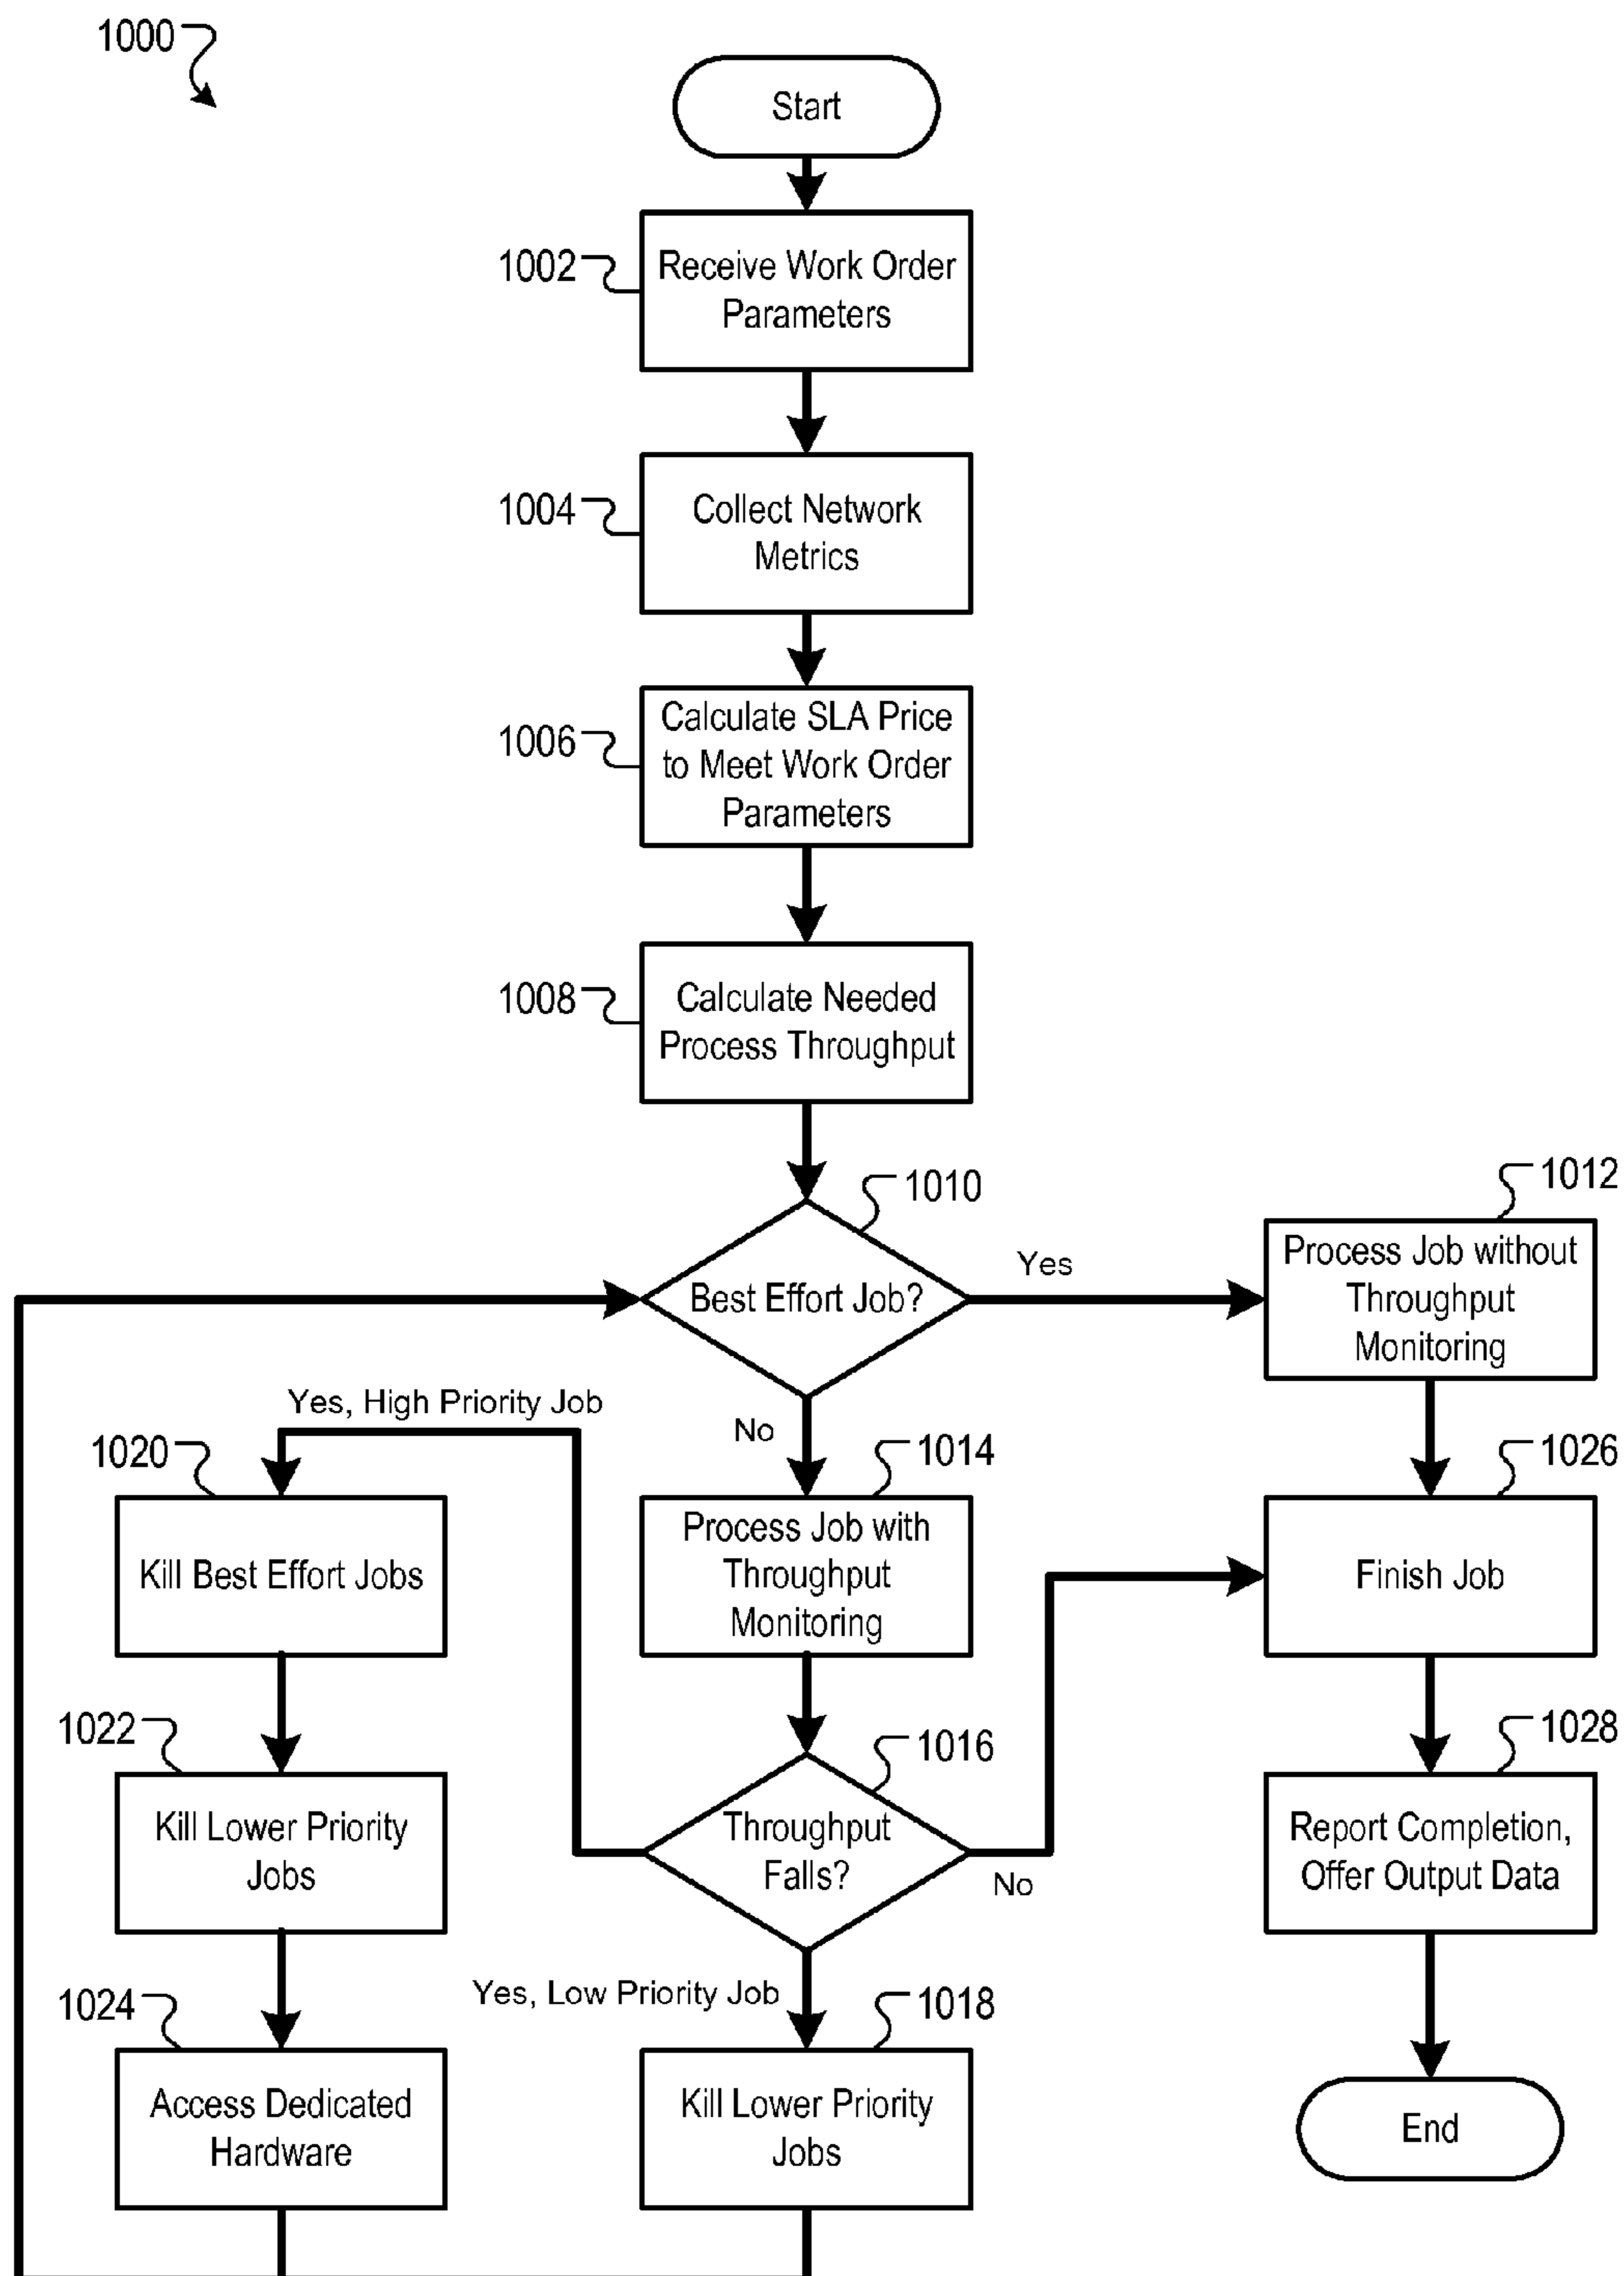 1000
Start
1002
Receive Work Order
Parameters
1004
Collect Network
Metrics
1006
Calculate SLA Price
to Meet Work Order
Parameters
1008
Calculate Needed
Process Throughput
1010
Best Effort Job?
Yes
1012
Process Job without
Throughput
Monitoring
No
1014
Process Job with
Throughput
Monitoring
Yes, High Priority Job
1020
Kill Best Effort Jobs
1026
Finish Job
1022
Kill Lower Priority
Jobs
1016
Throughput
Falls?
No
1028
Report Completion,
Offer Output Data
1024
Access Dedicated
Hardware
Yes, Low Priority Job
1018
Kill Lower Priority
Jobs
End